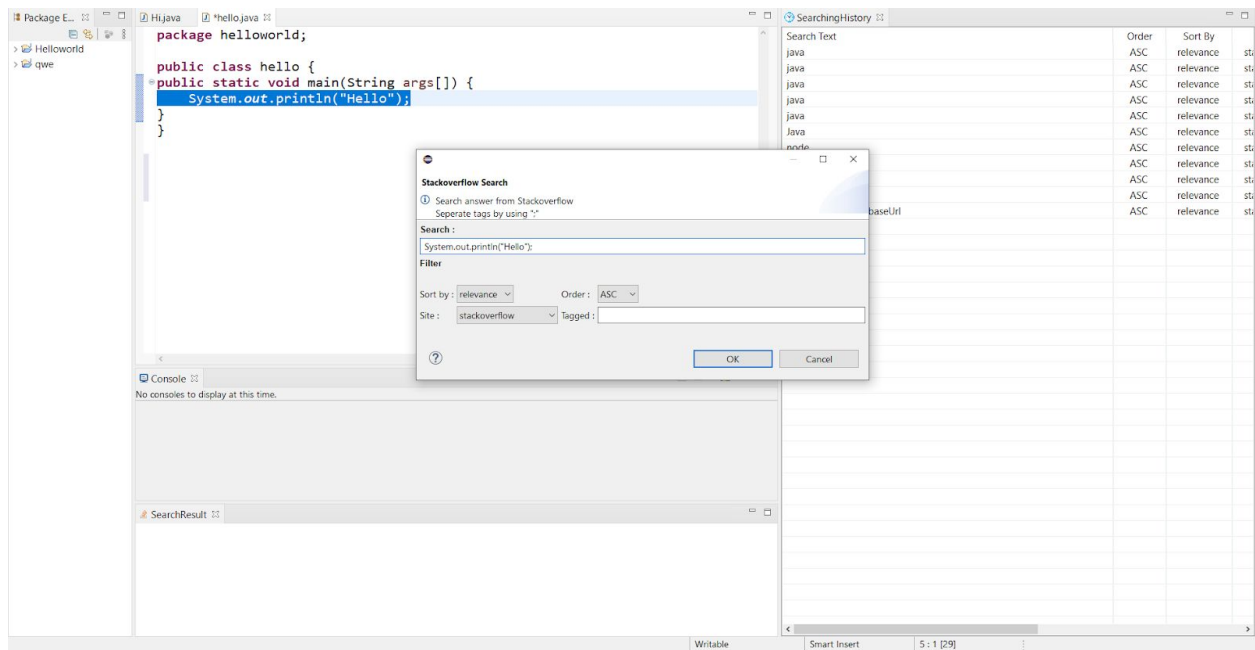 Package E...
Hi.java
*hello.java
SearchingHistory
Helloworld
qwe
package helloworld;
public class hello {
public static void main(String args[]) {
System.out.println("Hello");
}
}
Search Text Order Sort By
java ASC relevance
java ASC relevance
java ASC relevance
java ASC relevance
java ASC relevance
Java ASC relevance
node ASC relevance
ASC relevance
ASC relevance
ASC relevance
baseUrl ASC relevance
Stackoverflow Search
Search answer from Stackoverflow
Seperate tags by using ";"
Search :
System.out.println("Hello");
Filter
Sort by : relevance Order : ASC
Site : stackoverflow Tagged :
OK Cancel
Console
No consoles to display at this time.
SearchResult
Writable Smart Insert 5 : 1 [29]